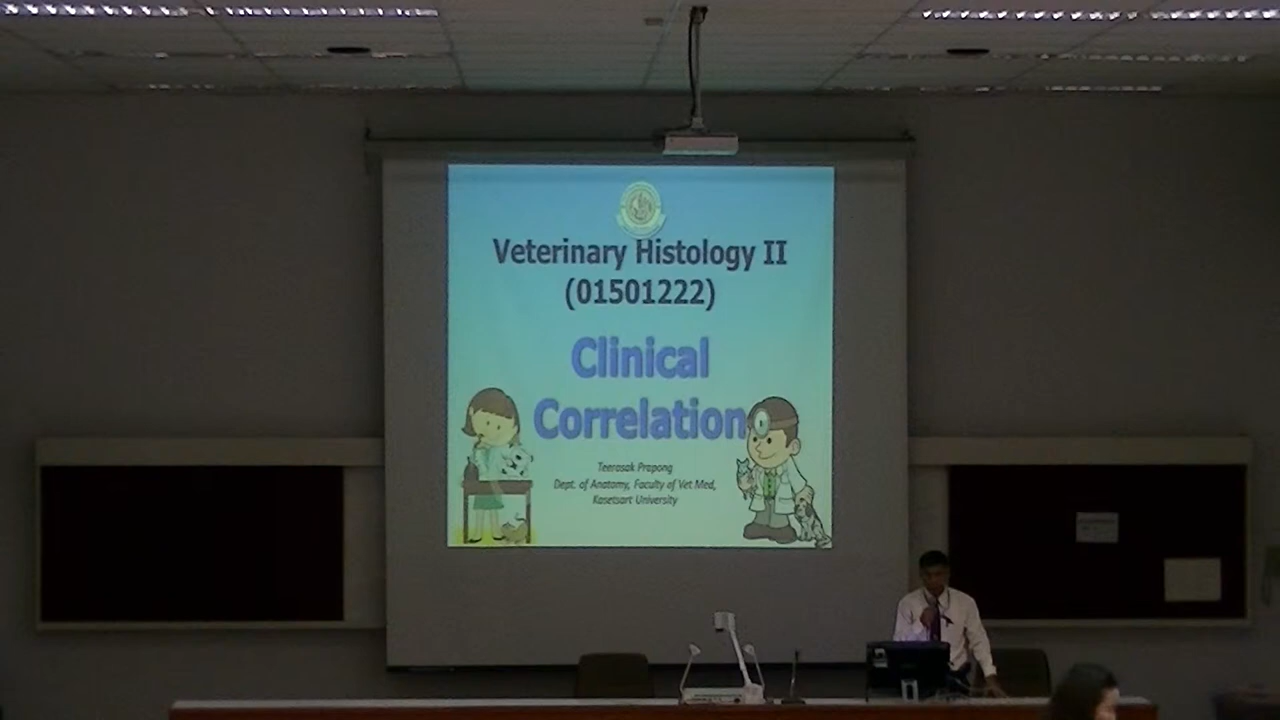 Veterinary Histology II
(01501222)
Clinical
Correlation
Teerasak Prapong
Dept. of Anatomy, Faculty of Vet Med,
Kasetsart University